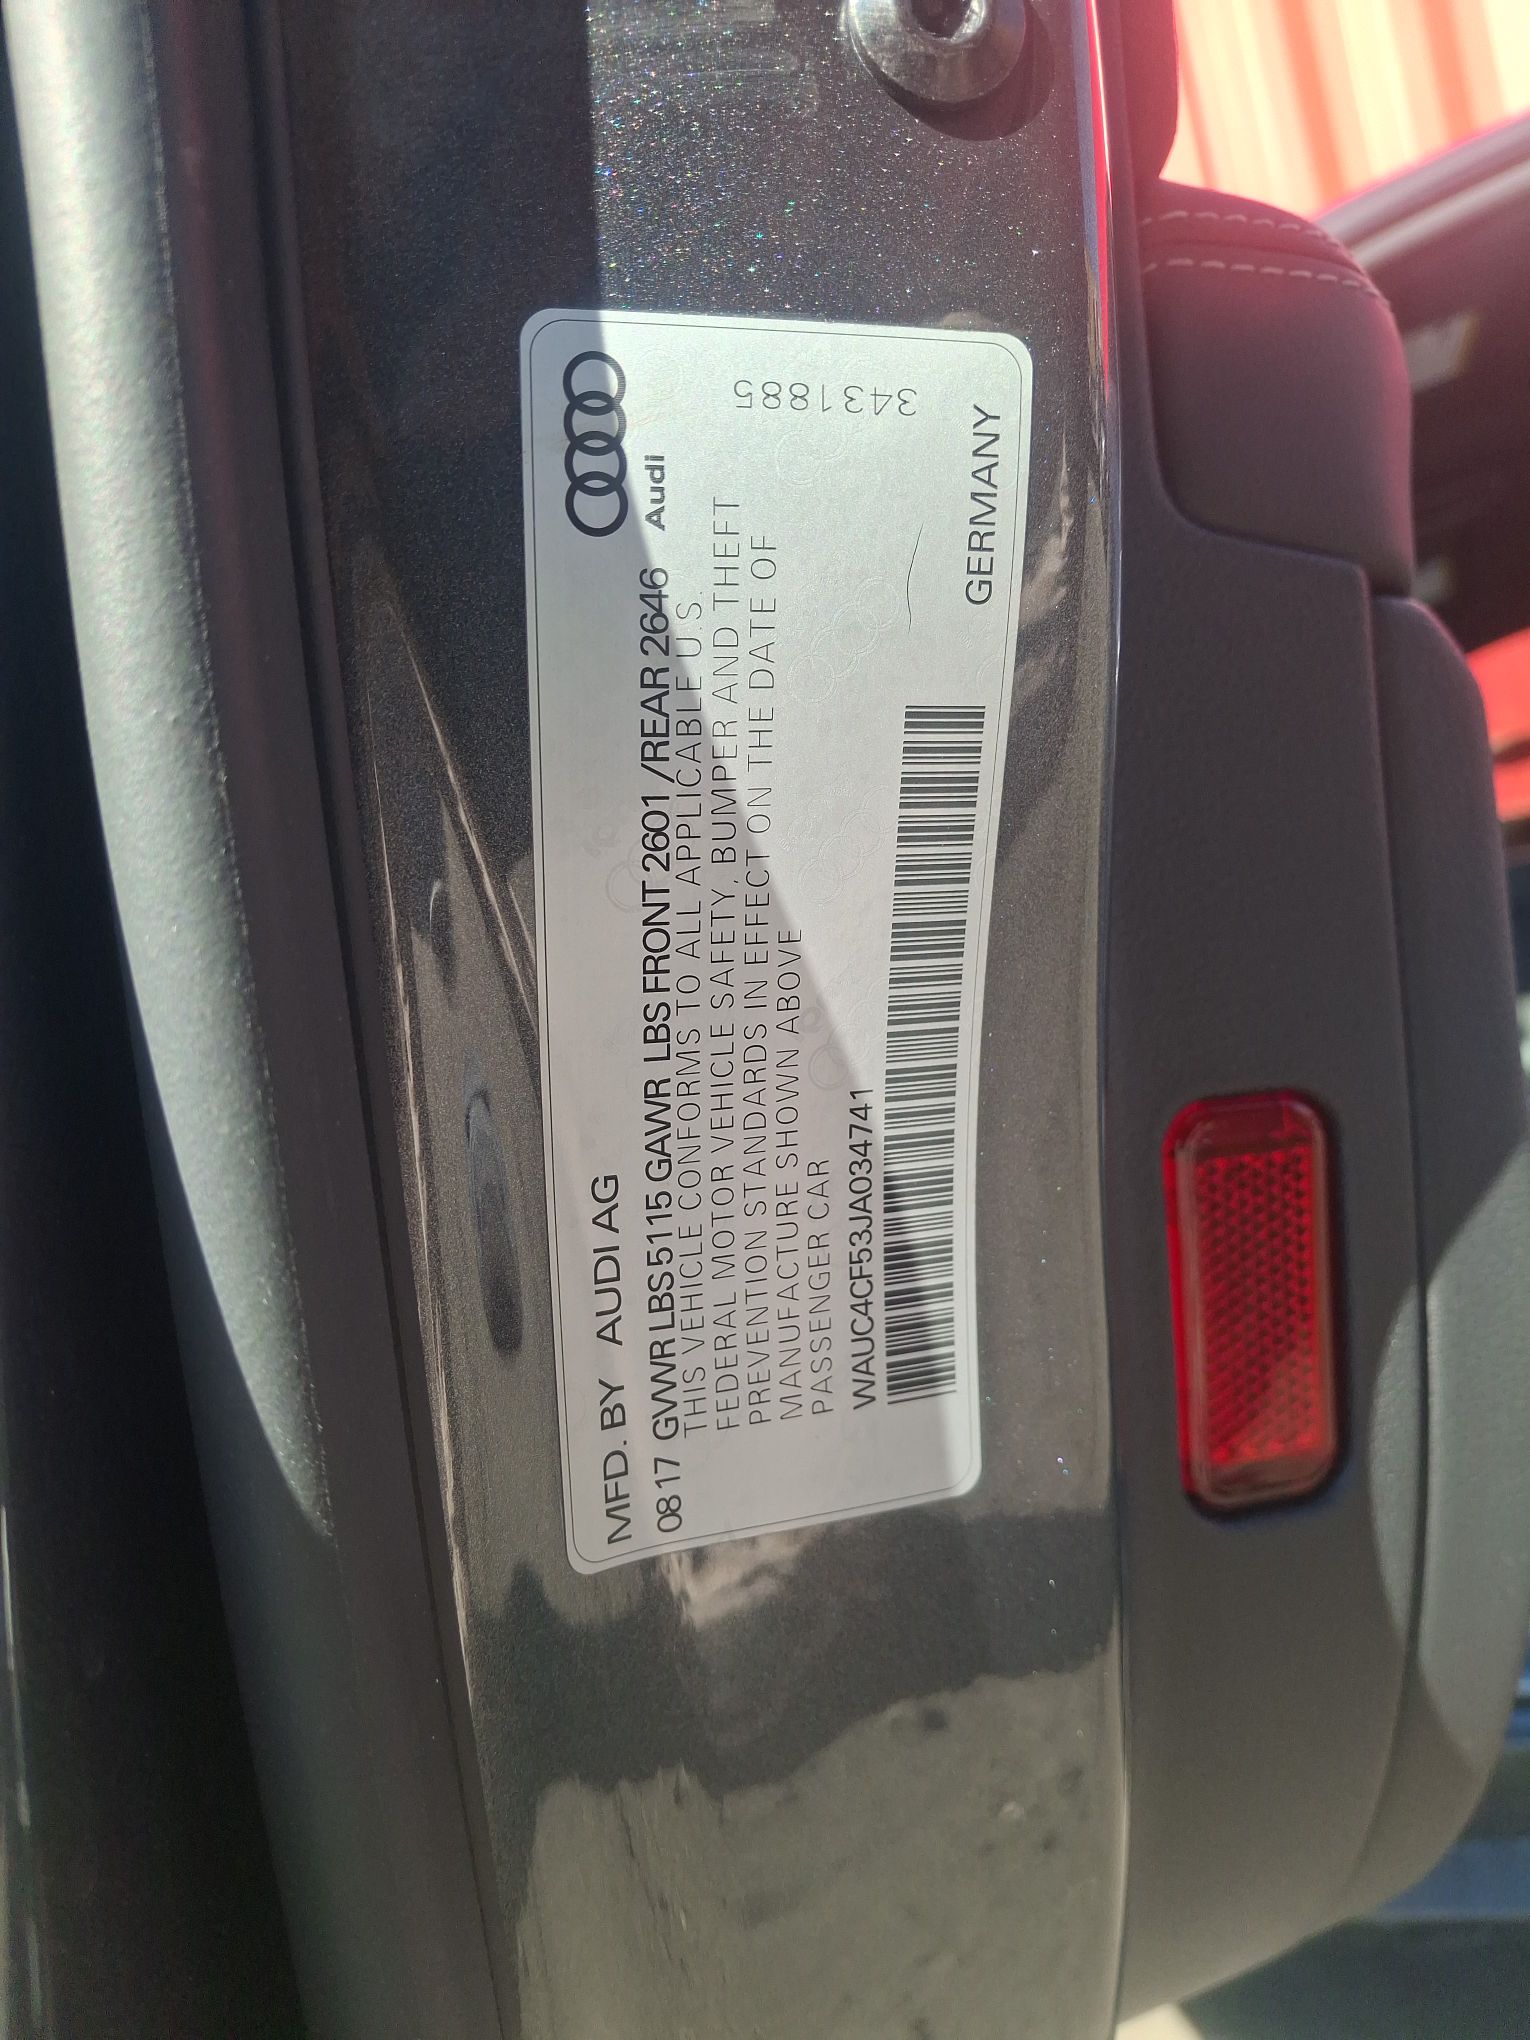 MFD. BY AUDI AG
Audi
0817 GVWR LBS 5115 GAWR LBS FRONT 2601 /REAR 2646
THIS VEHICLE CONFORMS TO ALL APPLICABLE U.S.
FEDERAL MOTOR VEHICLE SAFETY, BUMPER AND THEFT
PREVENTION STANDARDS IN EFFECT ON THE DATE OF
MANUFACTURE SHOWN ABOVE
PASSENGER CAR
3431885
WAUC4CF53JA034741
GERMANY